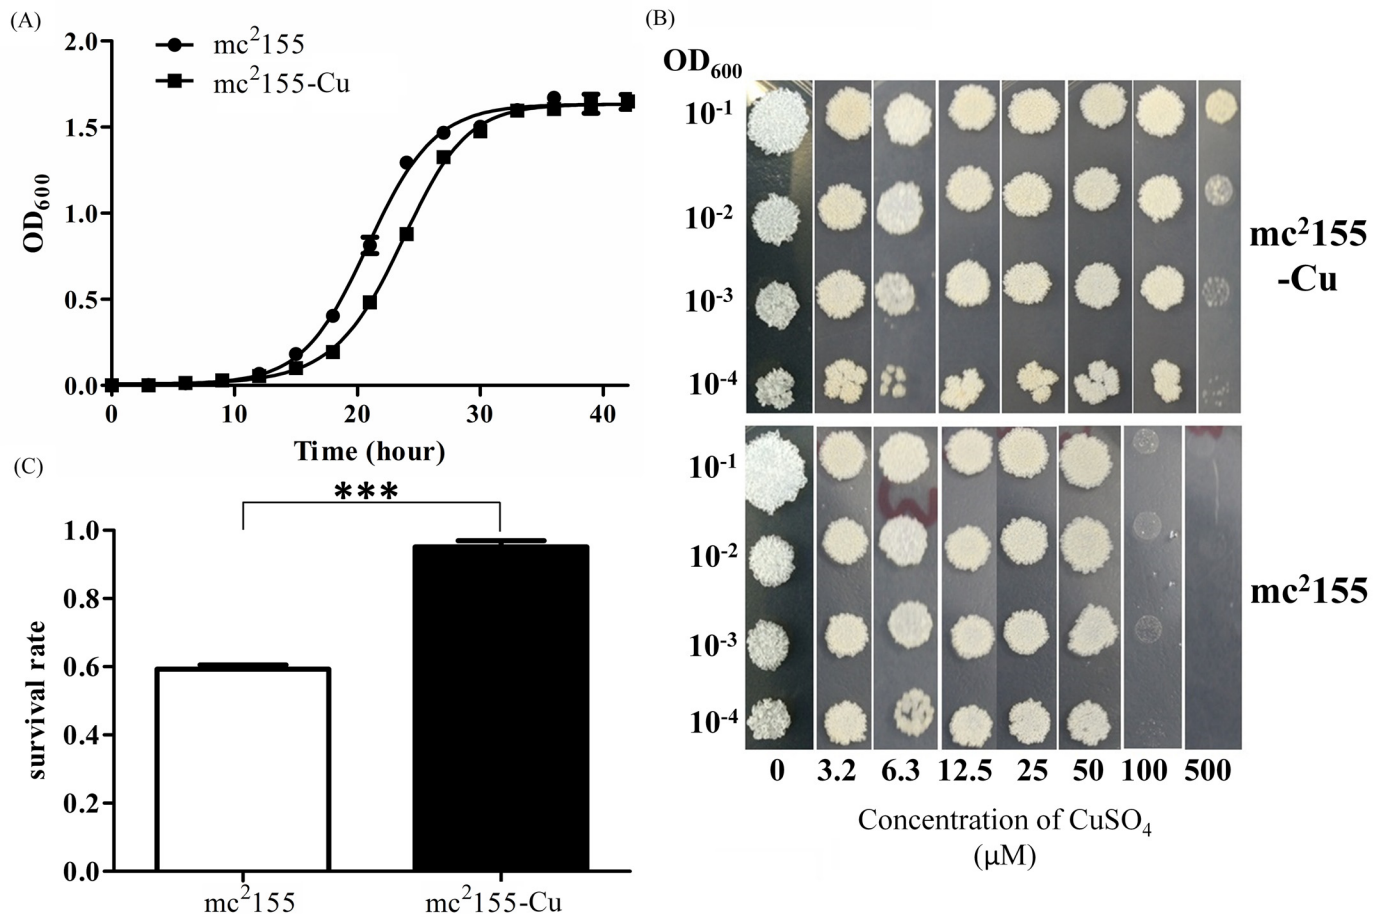 (A)
mc²155
mc²155-Cu
2.0
1.5
1.0
0.5
0.0
OD₆₀₀
0 10 20 30 40
Time (hour)
(B)
OD₆₀₀
10⁻¹
10⁻²
10⁻³
10⁻⁴
mc²155
-Cu
10⁻¹
10⁻²
10⁻³
10⁻⁴
mc²155
0 3.2 6.3 12.5 25 50 100 500
Concentration of CuSO₄
(μM)
(C)
***
1.0
0.8
0.6
0.4
0.2
0.0
survival rate
mc²155 mc²155-Cu